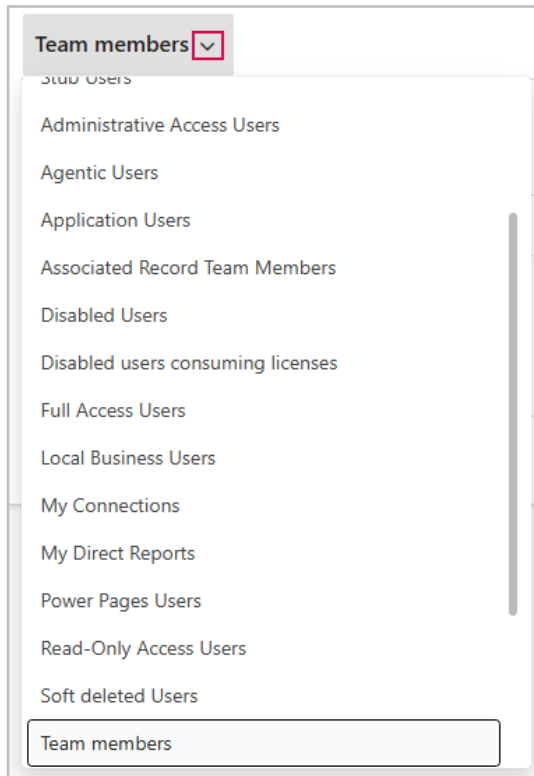 Team members
Stub Users
Administrative Access Users
Agentic Users
Application Users
Associated Record Team Members
Disabled Users
Disabled users consuming licenses
Full Access Users
Local Business Users
My Connections
My Direct Reports
Power Pages Users
Read-Only Access Users
Soft deleted Users
Team members